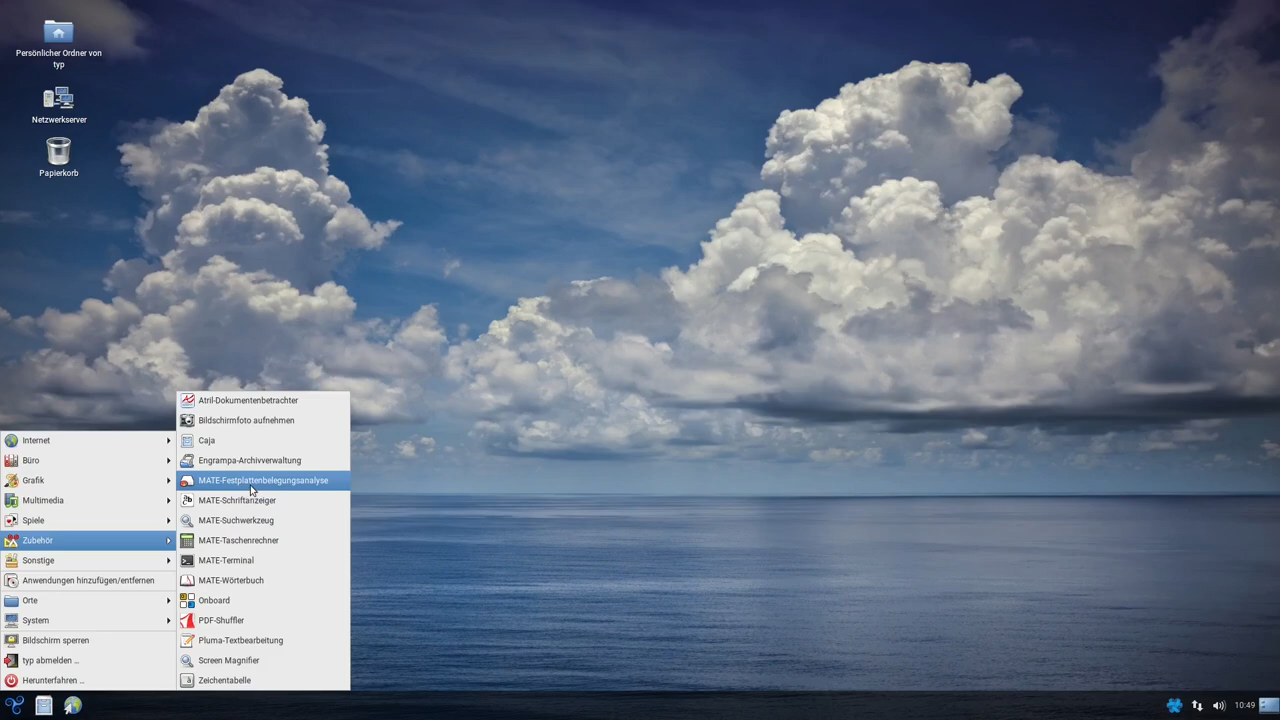 Persönlicher Ordner von
typ
Netzwerkserver
Papierkorb
Internet
Büro
Grafik
Multimedia
Spiele
Zubehör
Sonstige
Anwendungen hinzufügen/entfernen
Orte
System
Bildschirm sperren
typ abmelden ...
Herunterfahren ...
Atril-Dokumentenbetrachter
Bildschirmfoto aufnehmen
Caja
Engrampa-Archivverwaltung
MATE-Festplattenbelegungsanalyse
MATE-Schriftanzeiger
MATE-Suchwerkzeug
MATE-Taschenrechner
MATE-Terminal
MATE-Wörterbuch
Onboard
PDF-Shuffler
Pluma-Textbearbeitung
Screen Magnifier
Zeichentabelle
10:49